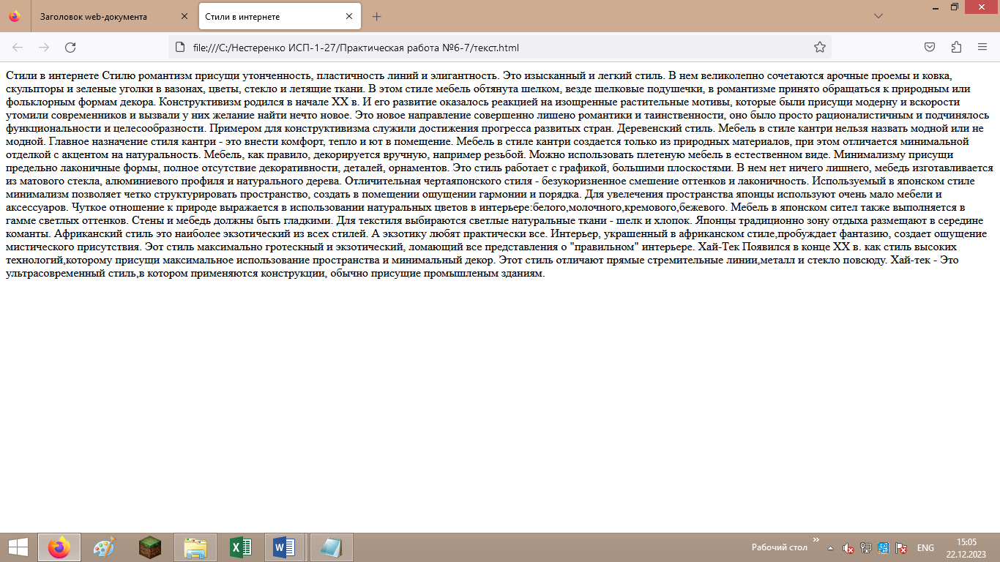 Заголовок web-документа
Стили в интернете
file:///C:/Нестеренко ИСП-1-27/Практическая работа №6-7/текст.html
Стили в интернете Стилю романтизм присущи утонченность, пластичность линий и элигантность. Это изысканный и легкий стиль. В нем великолепно сочетаются арочные проемы и ковка,
скульпторы и зеленые уголки в вазонах, цветы, стекло и летящие ткани. В этом стиле мебель обтянута шелком, везде шелковые подушечки, в романтизме принято обращаться к природным или
фольклорным формам декора. Конструктивизм родился в начале XX в. И его развитие оказалось реакцией на изощренные растительные мотивы, которые были присущи модерну и вскорости
утомили современников и вызвали у них желание найти нечто новое. Это новое направление совершенно лишено романтики и таинственности, оно было просто рационалистичным и подчинялось
функциональности и целесообразности. Примером для конструктивизма служили достижения прогресса развитых стран. Деревенский стиль. Мебель в стиле кантри нельзя назвать модной или не
модной. Главное назначение стиля кантри - это внести комфорт, тепло и ют в помещение. Мебель в стиле кантри создается только из природных материалов, при этом отличается минимальной
отделкой с акцентом на натуральность. Мебель, как правило, декорируется вручную, например резьбой. Можно использовать плетеную мебель в естественном виде. Минимализму присущи
предельно лаконичные формы, полное отсутствие декоративности, деталей, орнаментов. Это стиль работает с графикой, большими плоскостями. В нем нет ничего лишнего, мебедь изготавливается
из матового стекла, алюминиевого профиля и натурального дерева. Отличительная чертаяпонского стиля - безукоризненное смешение оттенков и лаконичность. Используемый в японском стиле
минимализм позволяет четко структурировать пространство, создать в помещении ощущении гармонии и порядка. Для увелечения пространства японцы используют очень мало мебели и
аксессуаров. Чуткое отношение к природе выражается в использовании натуральных цветов в интерьере:белого,молочного,кремового,бежевого. Мебель в японском сител также выполняется в
гамме светлых оттенков. Стены и мебедь должны быть гладкими. Для текстиля выбираются светлые натуральные ткани - шелк и хлопок. Японцы традиционно зону отдыха размещают в середине
команты. Африканский стиль это наиболее экзотический из всех стилей. А экзотику любят практически все. Интерьер, украшенный в африканском стиле,пробуждает фантазию, создает ошущение
мистического присутствия. Эот стиль максимально гротескный и экзотический, ломающий все представления о "правильном" интерьере. Хай-Тек Появился в конце XX в. как стиль высоких
технологий,которому присущи максимальное использование пространства и минимальный декор. Этот стиль отличают прямые стремительные линии,металл и стекло повсюду. Хай-тек - Это
ультрасовременный стиль,в котором применяются конструкции, обычно присущие промышленым зданиям.
Рабочий стол
ENG
15:05
22.12.2023